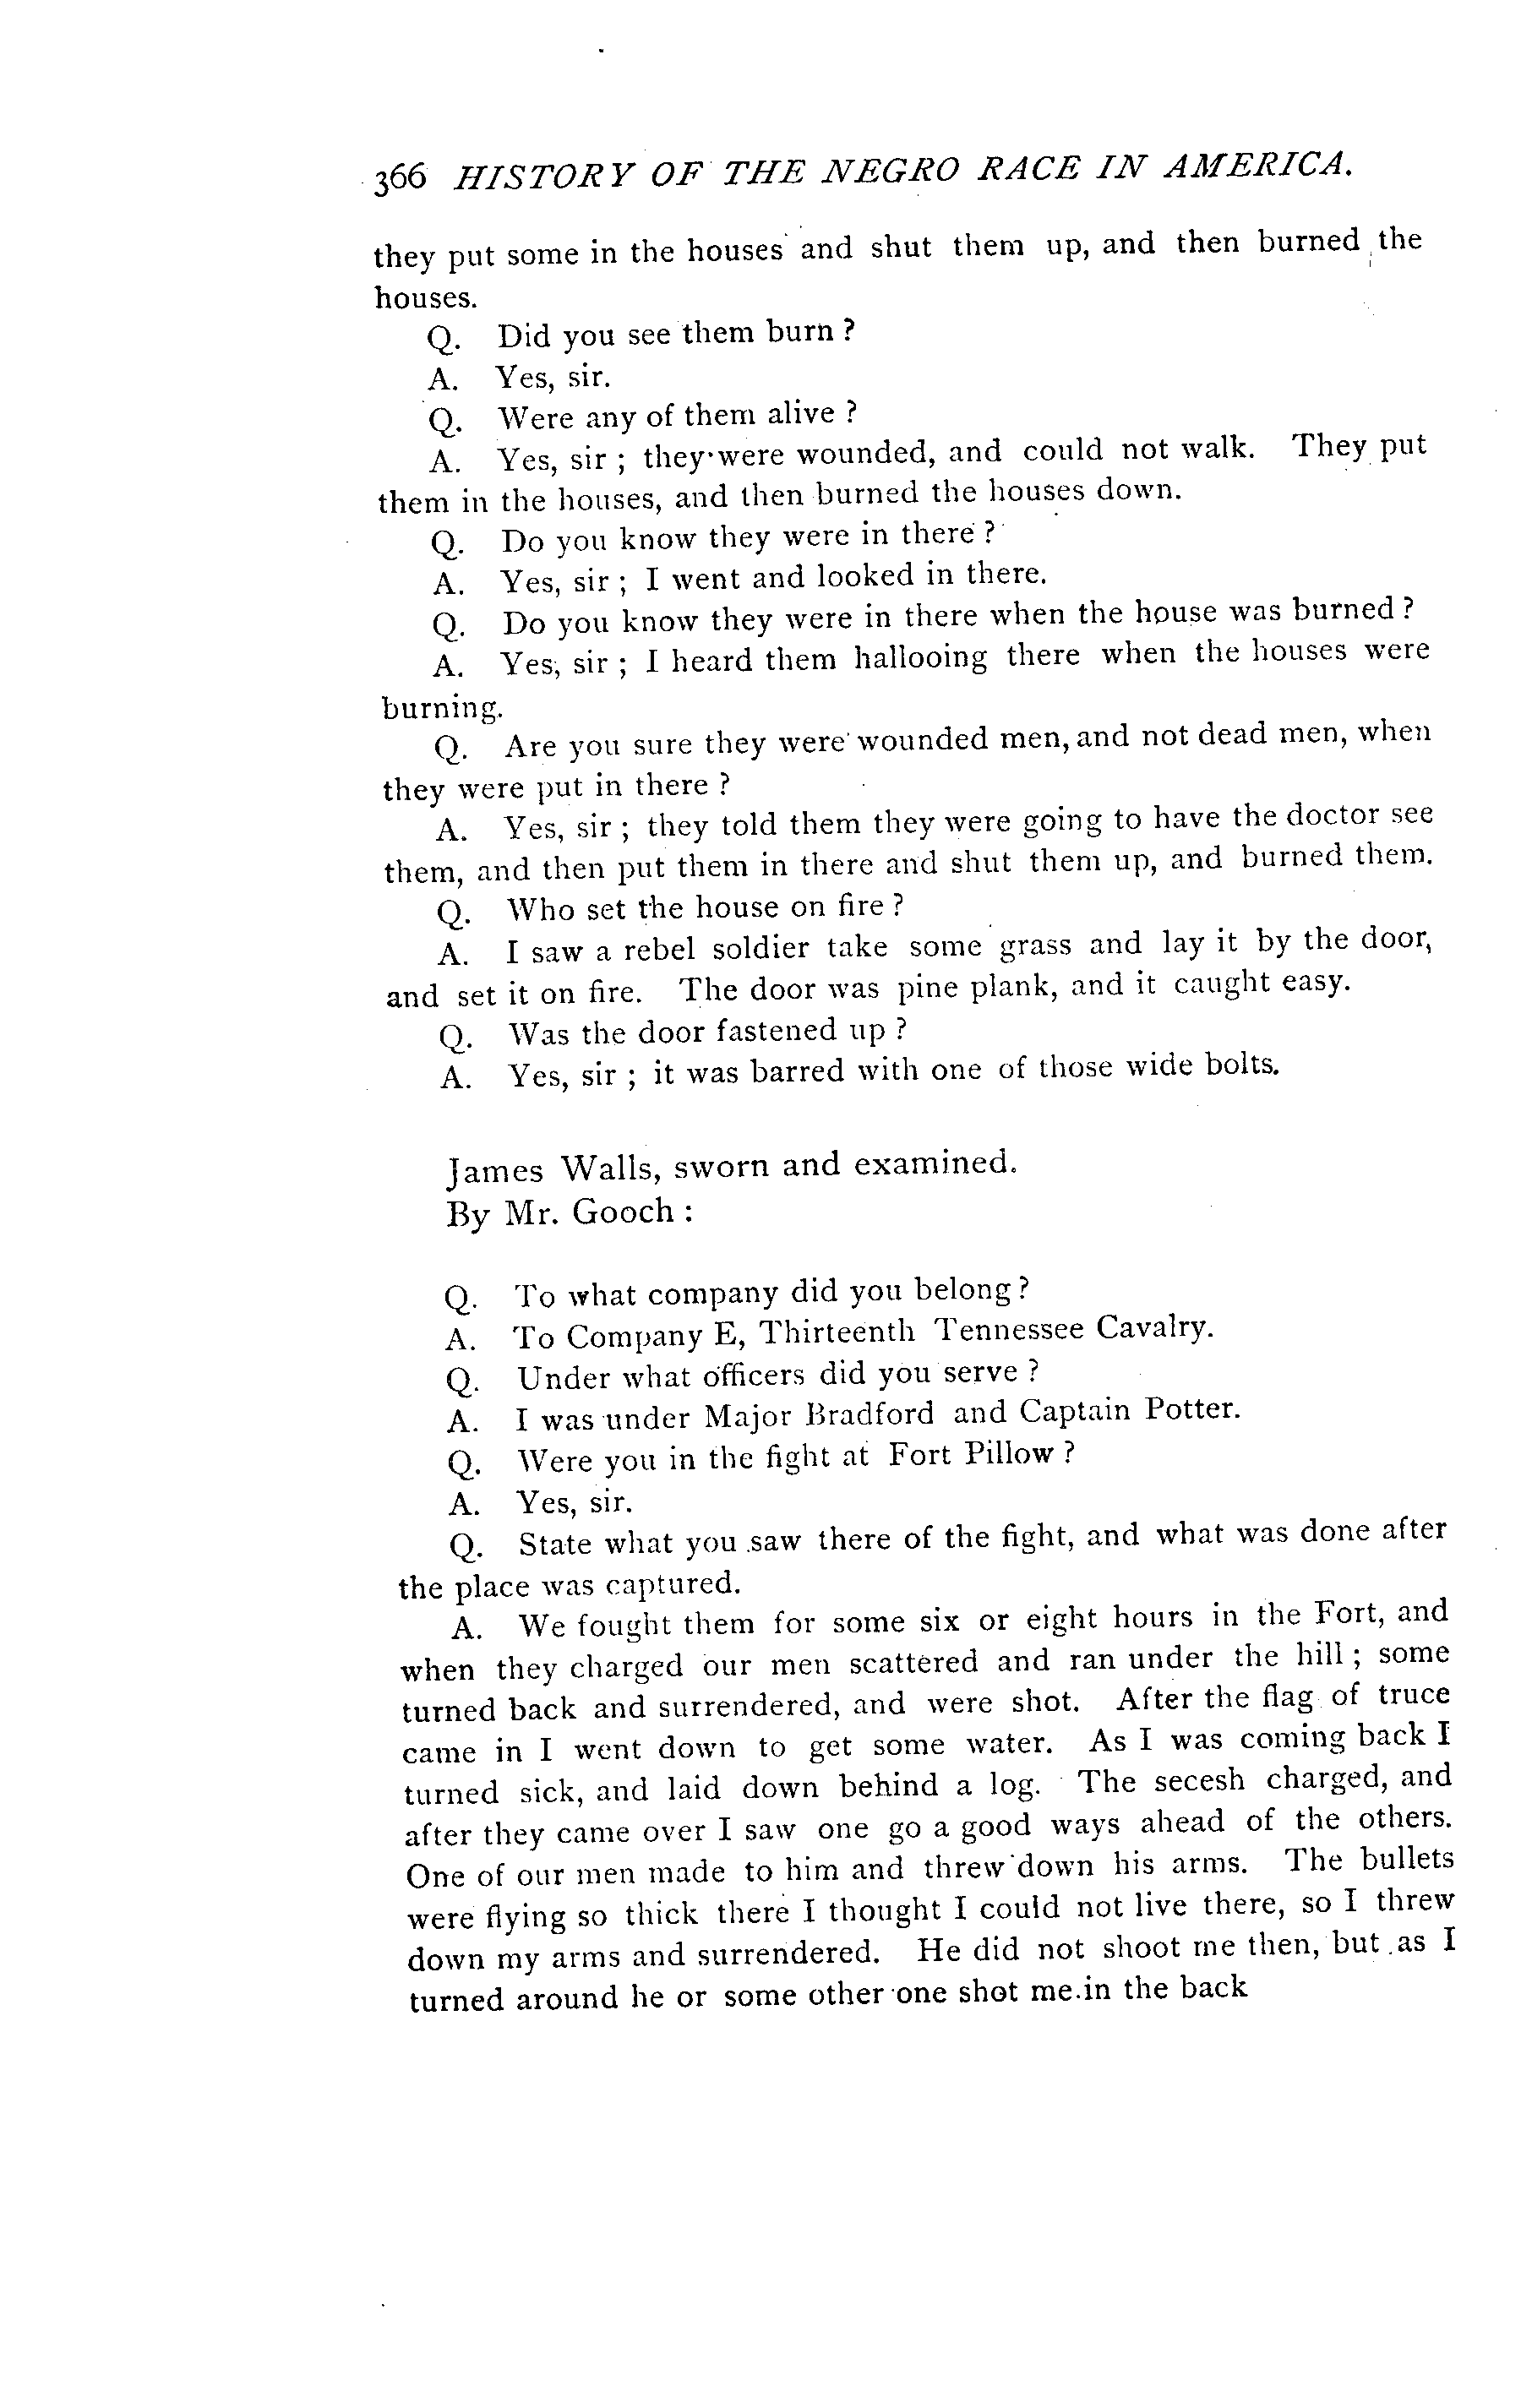 366 HISTORY OF THE NEGRO RACE IN AMERICA.
they put some in the houses and shut them up, and then burned the
houses.
Q. Did you see them burn ?
A. Yes, sir.
Q. Were any of them alive ?
A. Yes, sir ; they were wounded, and could not walk. They put
them in the houses, and then burned the houses down.
Q. Do you know they were in there ?
A. Yes, sir ; I went and looked in there.
Q. Do you know they were in there when the house was burned ?
A. Yes, sir ; I heard them hallooing there when the houses were
burning.
Q. Are you sure they were wounded men, and not dead men, when
they were put in there ?
A. Yes, sir ; they told them they were going to have the doctor see
them, and then put them in there and shut them up, and burned them.
Q. Who set the house on fire ?
A. I saw a rebel soldier take some grass and lay it by the door,
and set it on fire. The door was pine plank, and it caught easy.
Q. Was the door fastened up ?
A. Yes, sir ; it was barred with one of those wide bolts.
James Walls, sworn and examined.
By Mr. Gooch :
Q. To what company did you belong ?
A. To Company E, Thirteenth Tennessee Cavalry.
Q. Under what officers did you serve ?
A. I was under Major Bradford and Captain Potter.
Q. Were you in the fight at Fort Pillow ?
A. Yes, sir.
Q. State what you saw there of the fight, and what was done after
the place was captured.
A. We fought them for some six or eight hours in the Fort, and
when they charged our men scattered and ran under the hill ; some
turned back and surrendered, and were shot. After the flag of truce
came in I went down to get some water. As I was coming back I
turned sick, and laid down behind a log. The secesh charged, and
after they came over I saw one go a good ways ahead of the others.
One of our men made to him and threw down his arms. The bullets
were flying so thick there I thought I could not live there, so I threw
down my arms and surrendered. He did not shoot me then, but as I
turned around he or some other one shot me in the back